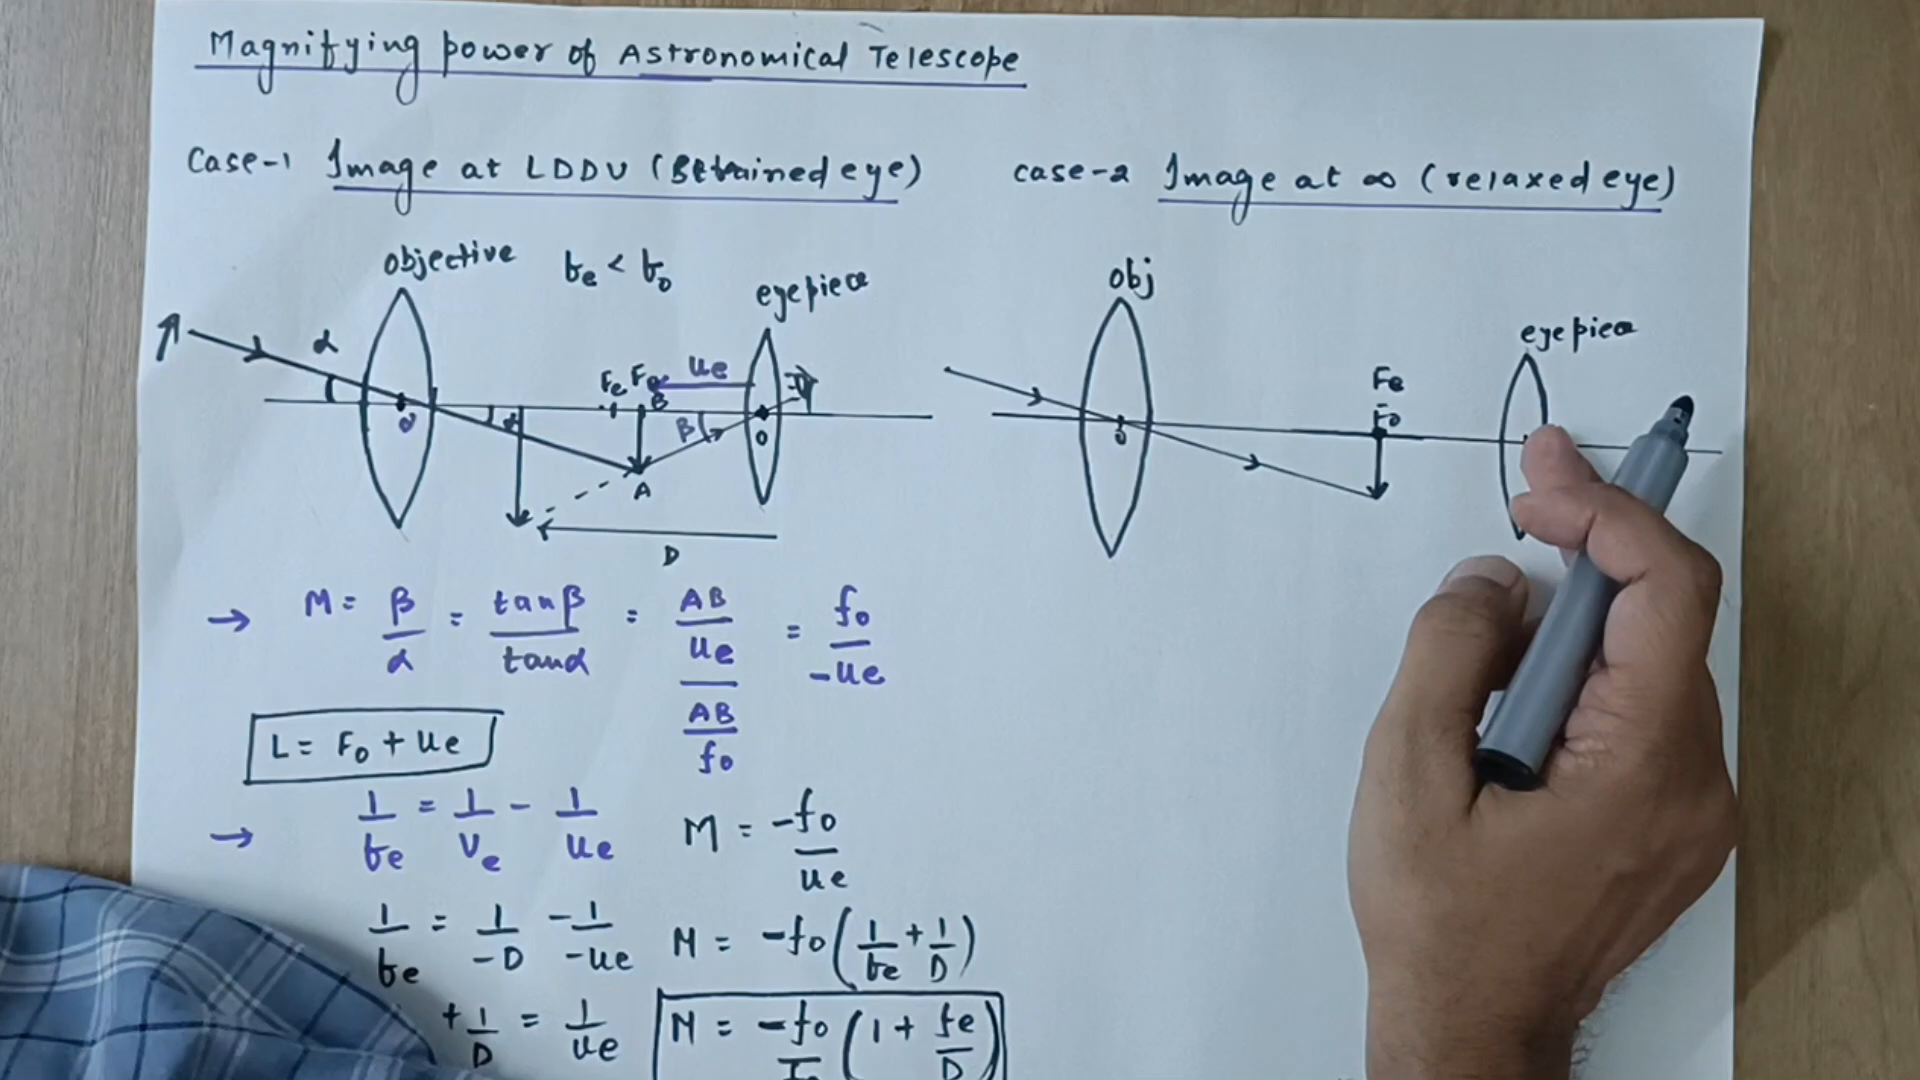 Magnifying power of Astronomical Telescope
Case-1 Image at LDDV (Strained eye)
case-2 Image at ∞ (relaxed eye)
objective
fe < fo
eyepiece
α
Fe Fo
ue
B
β
O
O
A
D
obj
eyepiece
Fe
Fo
O
→ M = β/α = tanβ/tanα = (AB/ue)/(AB/fo) = fo/-ue
L = Fo + ue
→ 1/fe = 1/Ve - 1/ue
M = -fo/ue
1/fe = 1/-D - 1/-ue
M = -fo(1/fe + 1/D)
+ 1/D = 1/ue
M = -fo/fe (1 + fe/D)